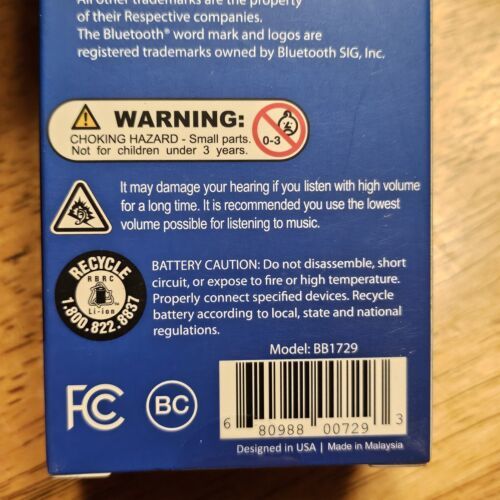 All other trademarks are the property
of their Respective companies.
The Bluetooth® word mark and logos are
registered trademarks owned by Bluetooth SIG, Inc.
WARNING:
CHOKING HAZARD - Small parts.
Not for children under 3 years.
0-3
It may damage your hearing if you listen with high volume
for a long time. It is recommended you use the lowest
volume possible for listening to music.
RECYCLE
RBRC
Li-ion
1.800.822.8837
BATTERY CAUTION: Do not disassemble, short
circuit, or expose to fire or high temperature.
Properly connect specified devices. Recycle
battery according to local, state and national
regulations.
Model: BB1729
FC
BC
6 80988 00729 3
Designed in USA | Made in Malaysia